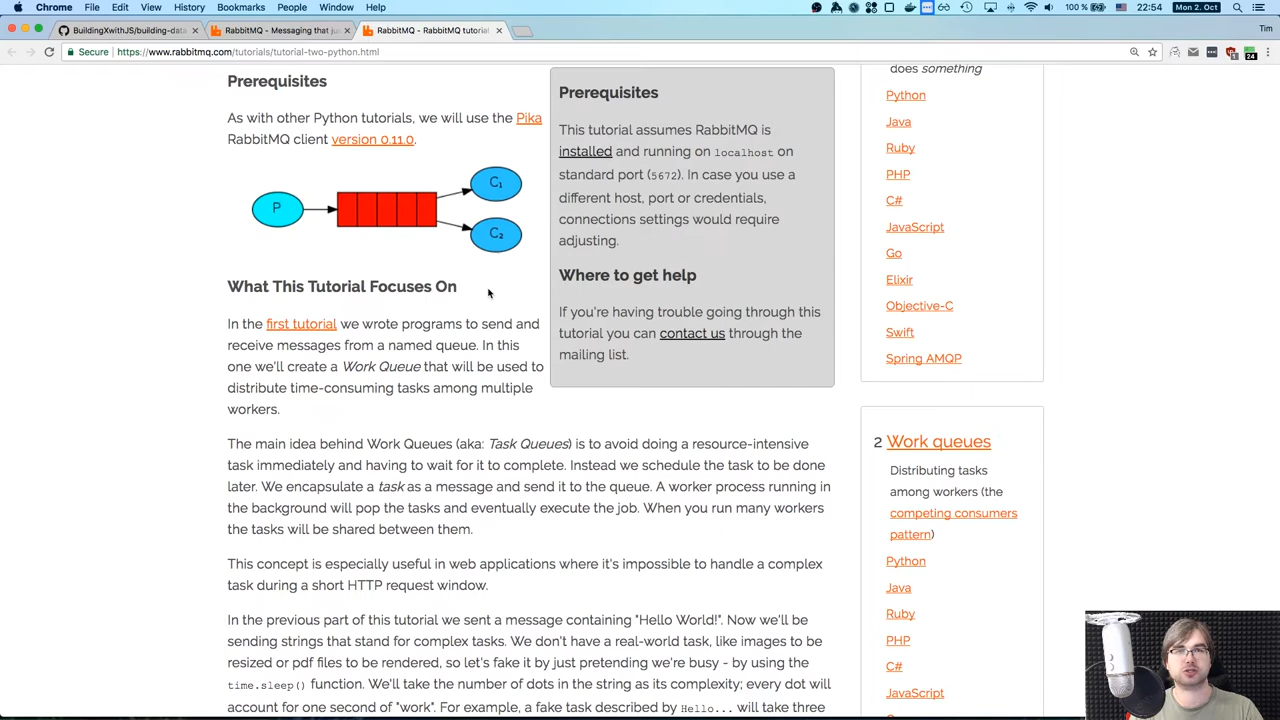 Chrome File Edit View History Bookmarks People Window Help
100 % 22:54 Mon 2. Oct
BuildingXwithJS/building-data
RabbitMQ - Messaging that ju
RabbitMQ - RabbitMQ tutorial
Tim
Secure https://www.rabbitmq.com/tutorials/tutorial-two-python.html
24
Prerequisites
As with other Python tutorials, we will use the Pika
RabbitMQ client version 0.11.0.
P
C1
C2
What This Tutorial Focuses On
In the first tutorial we wrote programs to send and
receive messages from a named queue. In this
one we'll create a Work Queue that will be used to
distribute time-consuming tasks among multiple
workers.
Prerequisites
This tutorial assumes RabbitMQ is
installed and running on localhost on
standard port (5672). In case you use a
different host, port or credentials,
connections settings would require
adjusting.
Where to get help
If you're having trouble going through this
tutorial you can contact us through the
mailing list.
The main idea behind Work Queues (aka: Task Queues) is to avoid doing a resource-intensive
task immediately and having to wait for it to complete. Instead we schedule the task to be done
later. We encapsulate a task as a message and send it to the queue. A worker process running in
the background will pop the tasks and eventually execute the job. When you run many workers
the tasks will be shared between them.
This concept is especially useful in web applications where it's impossible to handle a complex
task during a short HTTP request window.
In the previous part of this tutorial we sent a message containing "Hello World!". Now we'll be
sending strings that stand for complex tasks. We don't have a real-world task, like images to be
resized or pdf files to be rendered, so let's fake it by just pretending we're busy - by using the
time.sleep() function. We'll take the number of dots in the string as its complexity; every dot will
account for one second of "work". For example, a fake task described by Hello... will take three
does something
Python
Java
Ruby
PHP
C#
JavaScript
Go
Elixir
Objective-C
Swift
Spring AMQP
2 Work queues
Distributing tasks
among workers (the
competing consumers
pattern)
Python
Java
Ruby
PHP
C#
JavaScript